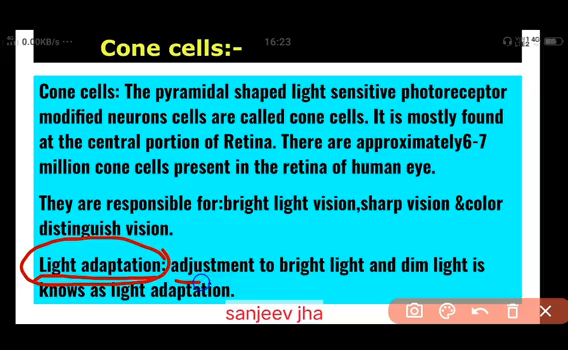 0.00KB/s ...
16:23
4G
Cone cells:-
Cone cells: The pyramidal shaped light sensitive photoreceptor
modified neurons cells are called cone cells. It is mostly found
at the central portion of Retina. There are approximately6-7
million cone cells present in the retina of human eye.
They are responsible for:bright light vision,sharp vision &color
distinguish vision.
Light adaptation: adjustment to bright light and dim light is
knows as light adaptation.
sanjeev jha